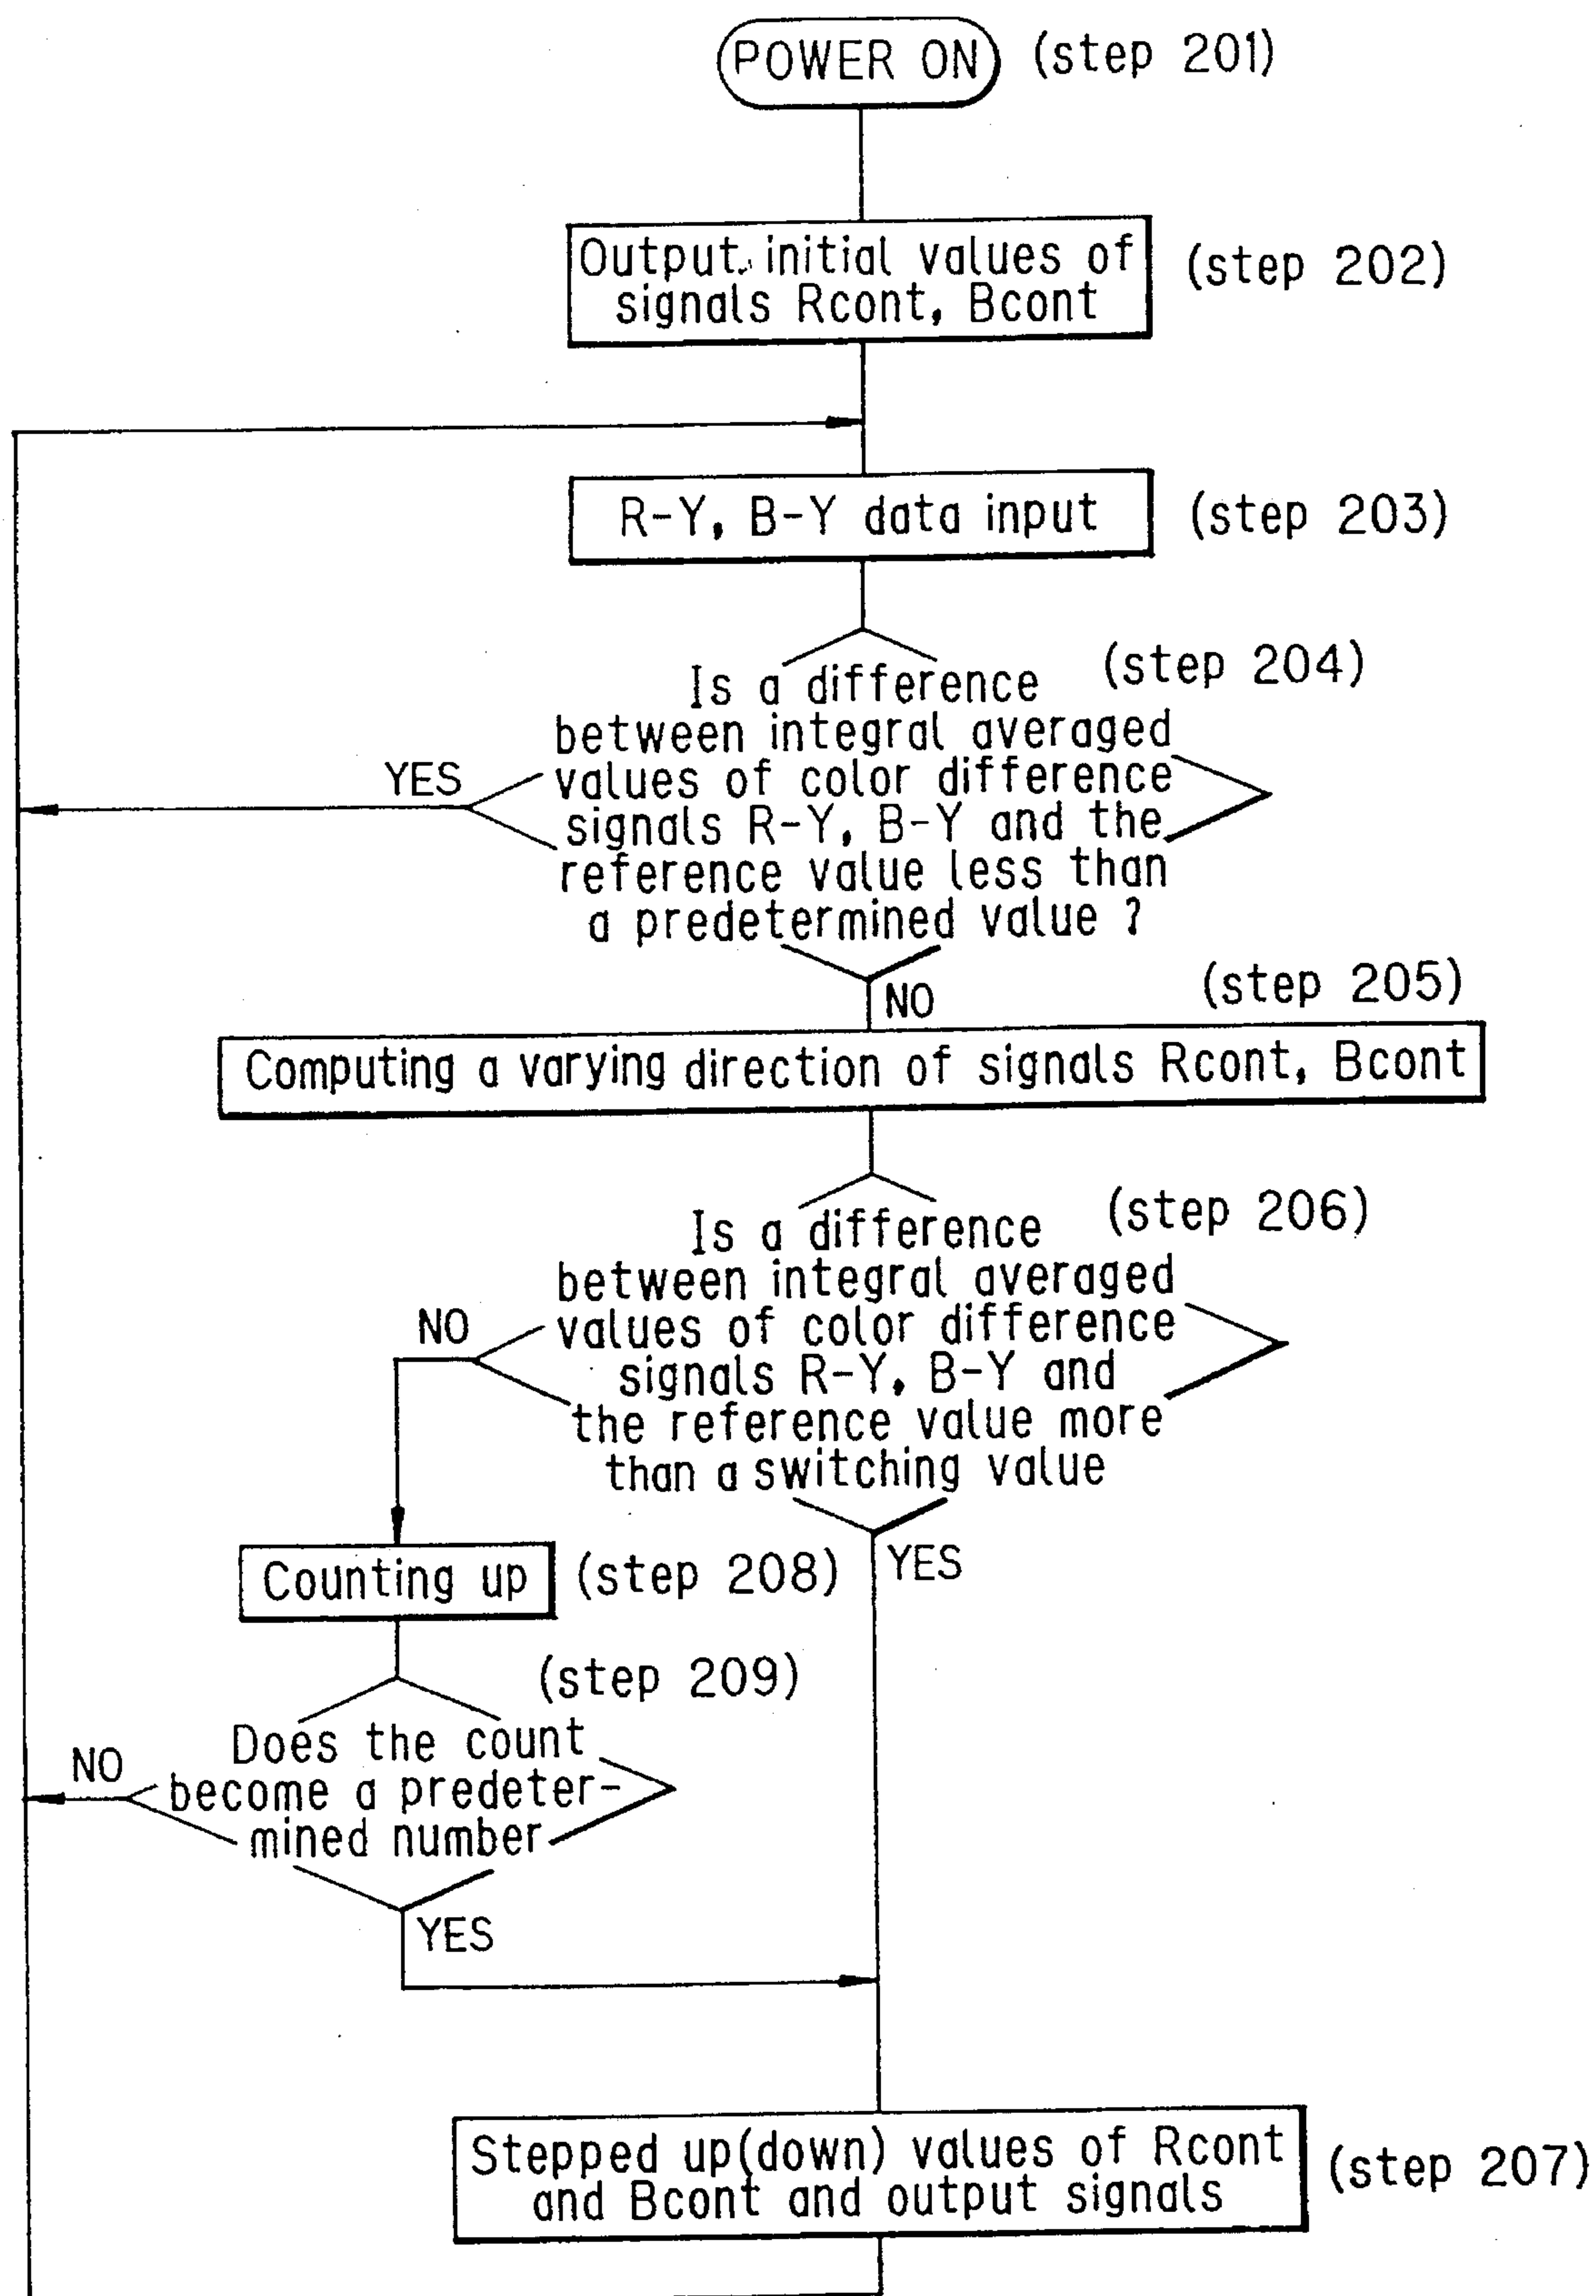 POWER ON (step 201)
Output initial values of
signals Rcont, Bcont
(step 202)
R-Y, B-Y data input (step 203)
(step 204)
Is a difference
between integral averaged
values of color difference
signals R-Y, B-Y and the
reference value less than
a predetermined value ?
YES
NO
(step 205)
Computing a varying direction of signals Rcont, Bcont
(step 206)
Is a difference
between integral averaged
values of color difference
signals R-Y, B-Y and
the reference value more
than a switching value
NO
YES
Counting up (step 208)
(step 209)
Does the count
become a predeter-
mined number
NO
YES
Stepped up(down) values of Rcont
and Bcont and output signals
(step 207)